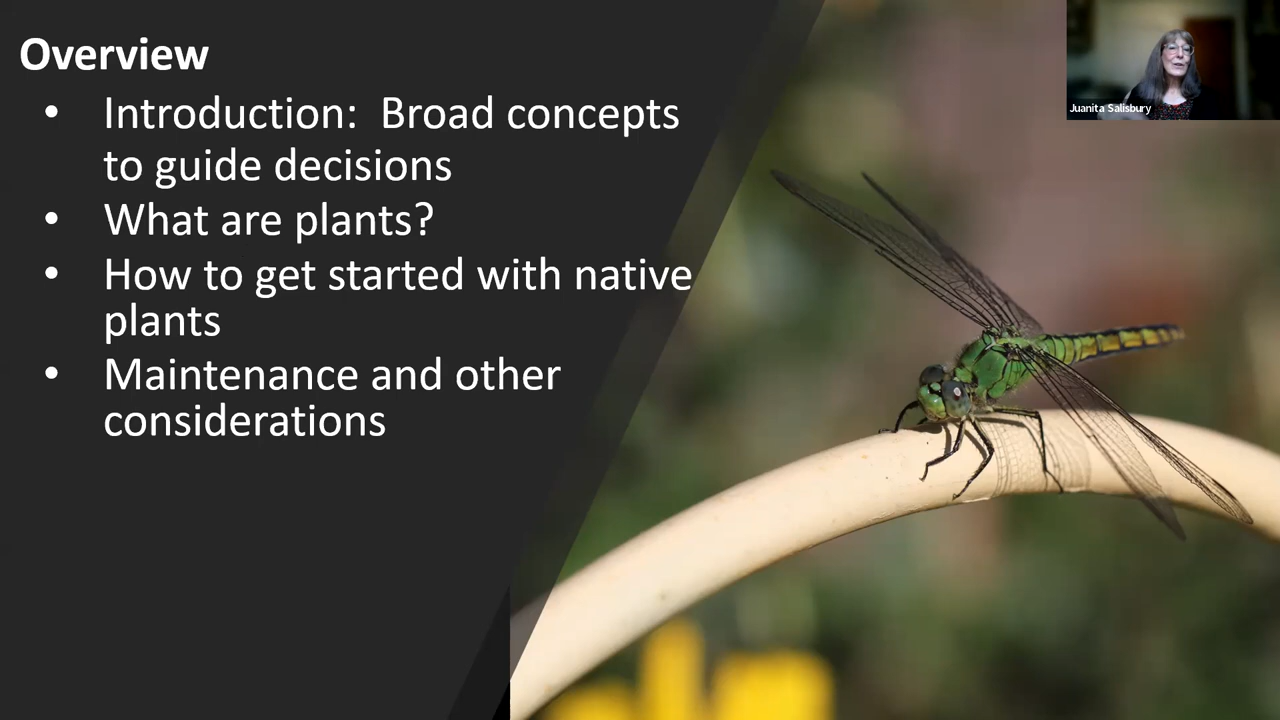 Overview
• Introduction:  Broad concepts
to guide decisions
• What are plants?
• How to get started with native
plants
• Maintenance and other
considerations
Juanita Salisbury